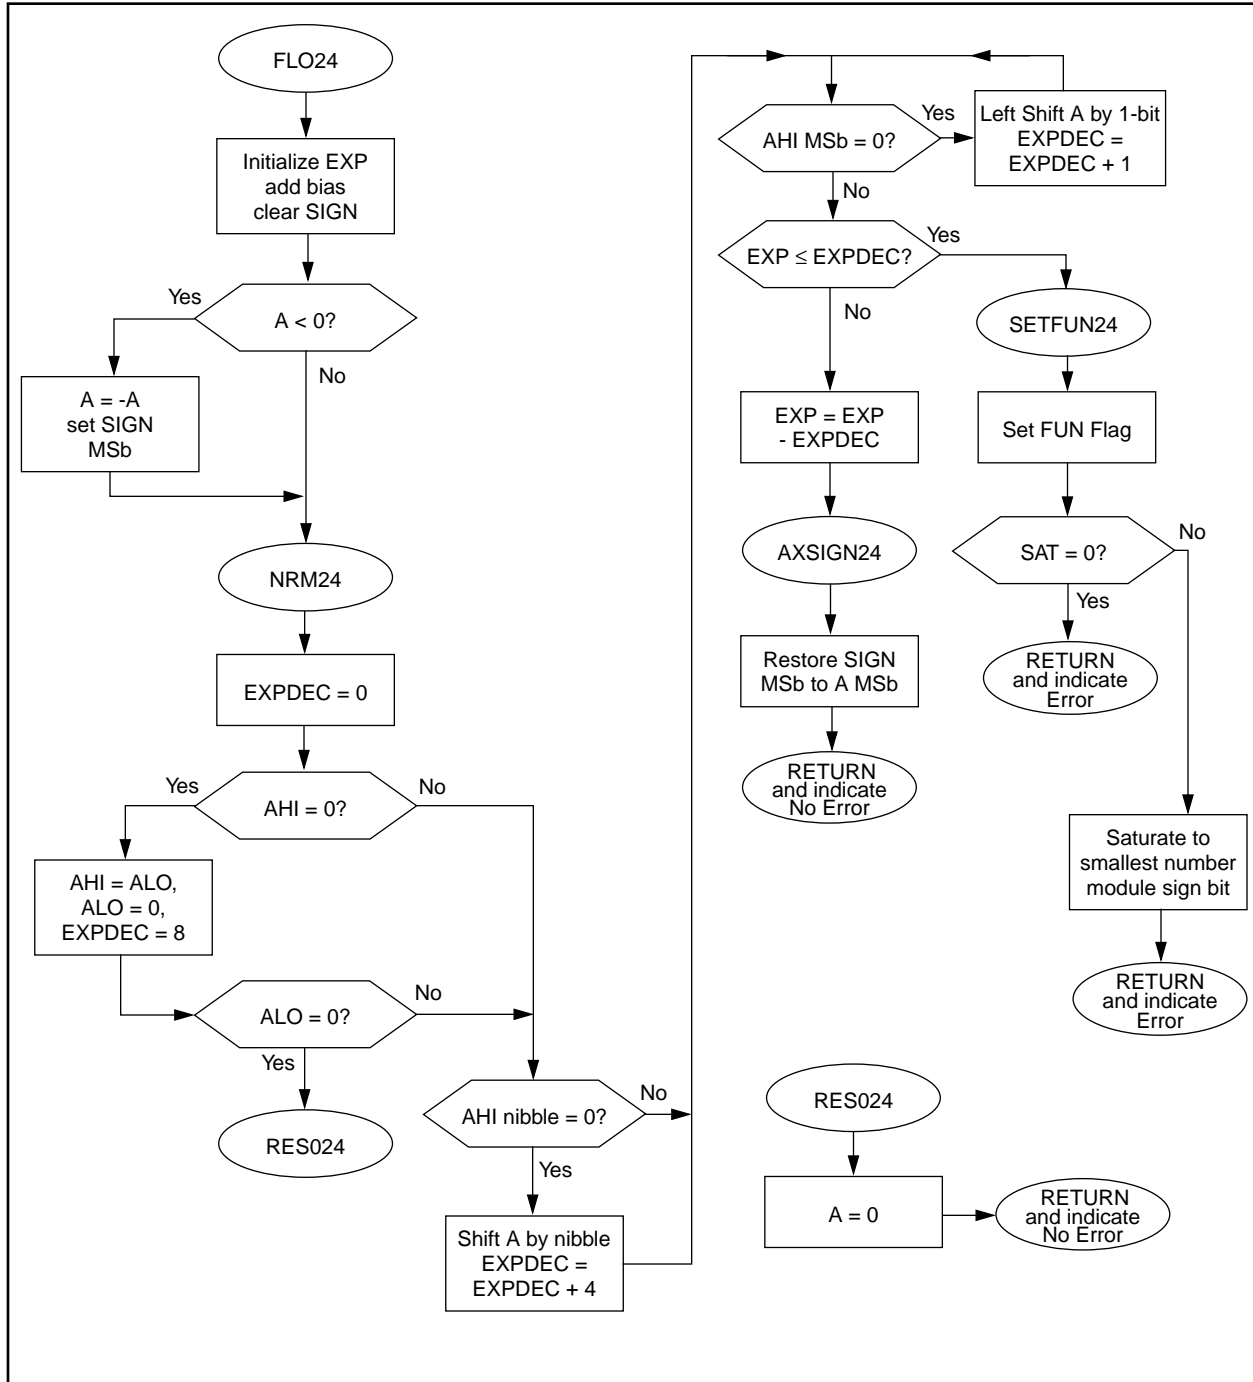 FLO24
Initialize EXP
add bias
clear SIGN
Yes
A < 0?
No
A = -A
set SIGN
MSb
NRM24
EXPDEC = 0
Yes
AHI = 0?
No
AHI = ALO,
ALO = 0,
EXPDEC = 8
ALO = 0?
No
Yes
RES024
AHI nibble = 0?
No
Yes
Shift A by nibble
EXPDEC =
EXPDEC + 4
AHI MSb = 0?
Yes
Left Shift A by 1-bit
EXPDEC =
EXPDEC + 1
No
EXP ≤ EXPDEC?
Yes
No
SETFUN24
EXP = EXP
- EXPDEC
Set FUN Flag
AXSIGN24
SAT = 0?
No
Yes
Restore SIGN
MSb to A MSb
RETURN
and indicate
Error
RETURN
and indicate
No Error
Saturate to
smallest number
module sign bit
RETURN
and indicate
Error
RES024
A = 0
RETURN
and indicate
No Error